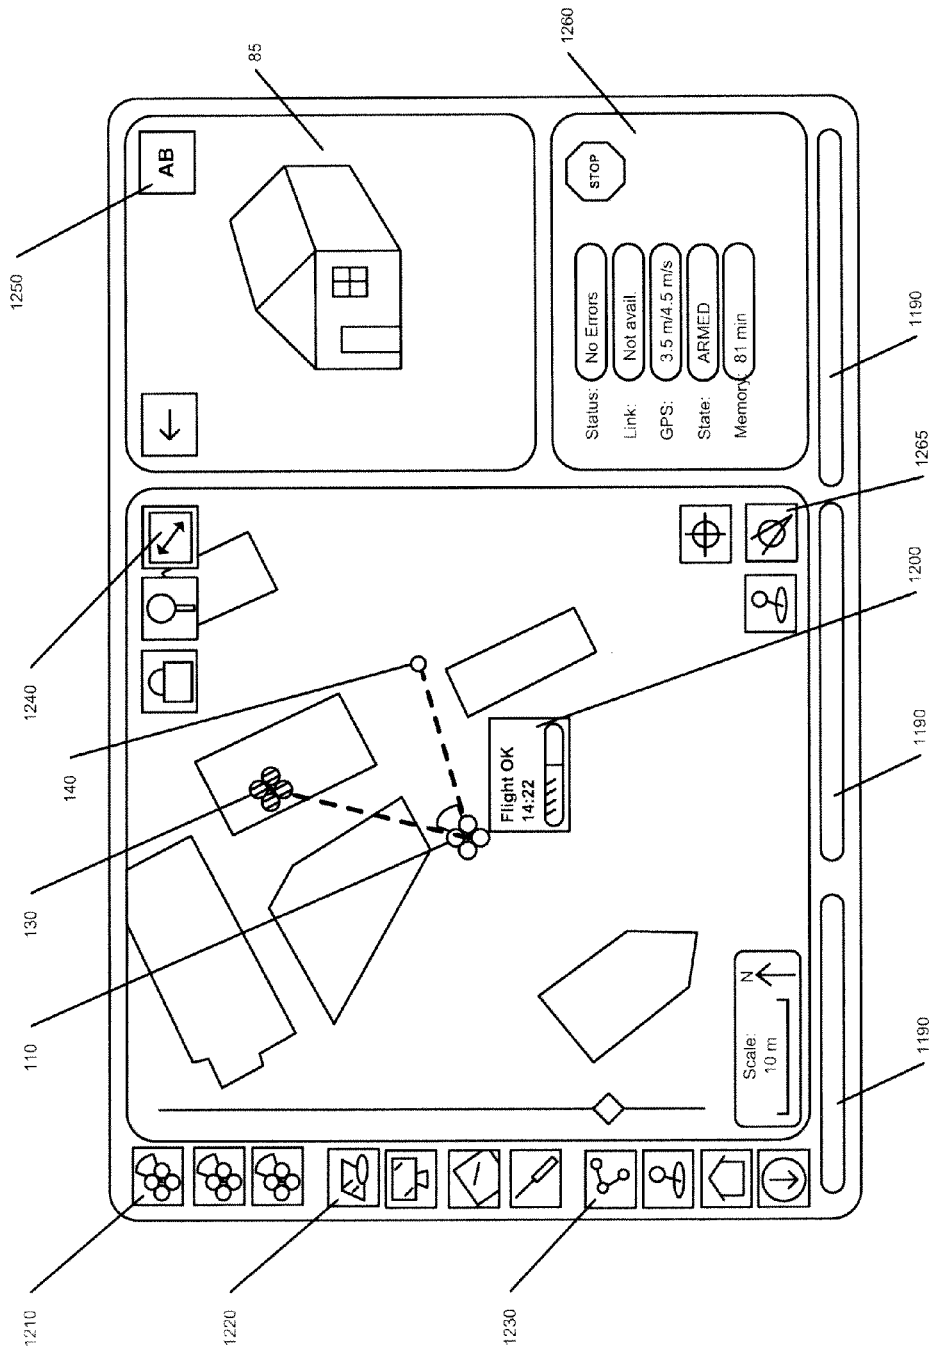 1210
110
130
140
1240
1250
85
1220
1230
AB
Flight OK
14:22
Scale:
10 m
N
STOP
Status: No Errors
Link: Not avail.
GPS: 3.5 m/4.5 m/s
State: ARMED
Memory: 81 min
1260
1190
1190
1200
1265
1190